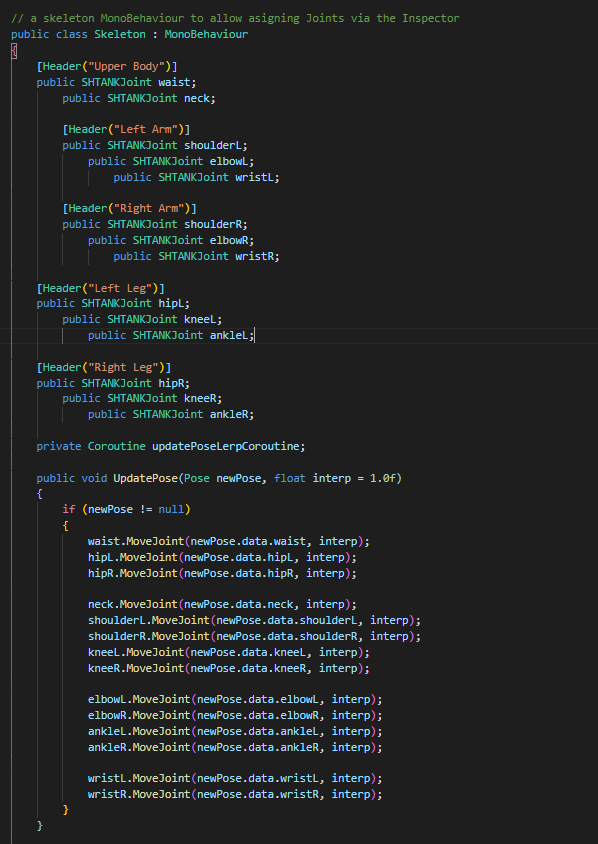 // a skeleton MonoBehaviour to allow asigning Joints via the Inspector
public class Skeleton : MonoBehaviour
{
    [Header("Upper Body")]
    public SHTANKJoint waist;
        public SHTANKJoint neck;

        [Header("Left Arm")]
        public SHTANKJoint shoulderL;
            public SHTANKJoint elbowL;
                public SHTANKJoint wristL;

        [Header("Right Arm")]
        public SHTANKJoint shoulderR;
            public SHTANKJoint elbowR;
                public SHTANKJoint wristR;

    [Header("Left Leg")]
    public SHTANKJoint hipL;
        public SHTANKJoint kneeL;
            public SHTANKJoint ankleL;

    [Header("Right Leg")]
    public SHTANKJoint hipR;
        public SHTANKJoint kneeR;
            public SHTANKJoint ankleR;

    private Coroutine updatePoseLerpCoroutine;

    public void UpdatePose(Pose newPose, float interp = 1.0f)
    {
        if (newPose != null)
        {
            waist.MoveJoint(newPose.data.waist, interp);
            hipL.MoveJoint(newPose.data.hipL, interp);
            hipR.MoveJoint(newPose.data.hipR, interp);

            neck.MoveJoint(newPose.data.neck, interp);
            shoulderL.MoveJoint(newPose.data.shoulderL, interp);
            shoulderR.MoveJoint(newPose.data.shoulderR, interp);
            kneeL.MoveJoint(newPose.data.kneeL, interp);
            kneeR.MoveJoint(newPose.data.kneeR, interp);

            elbowL.MoveJoint(newPose.data.elbowL, interp);
            elbowR.MoveJoint(newPose.data.elbowR, interp);
            ankleL.MoveJoint(newPose.data.ankleL, interp);
            ankleR.MoveJoint(newPose.data.ankleR, interp);

            wristL.MoveJoint(newPose.data.wristL, interp);
            wristR.MoveJoint(newPose.data.wristR, interp);
        }
    }